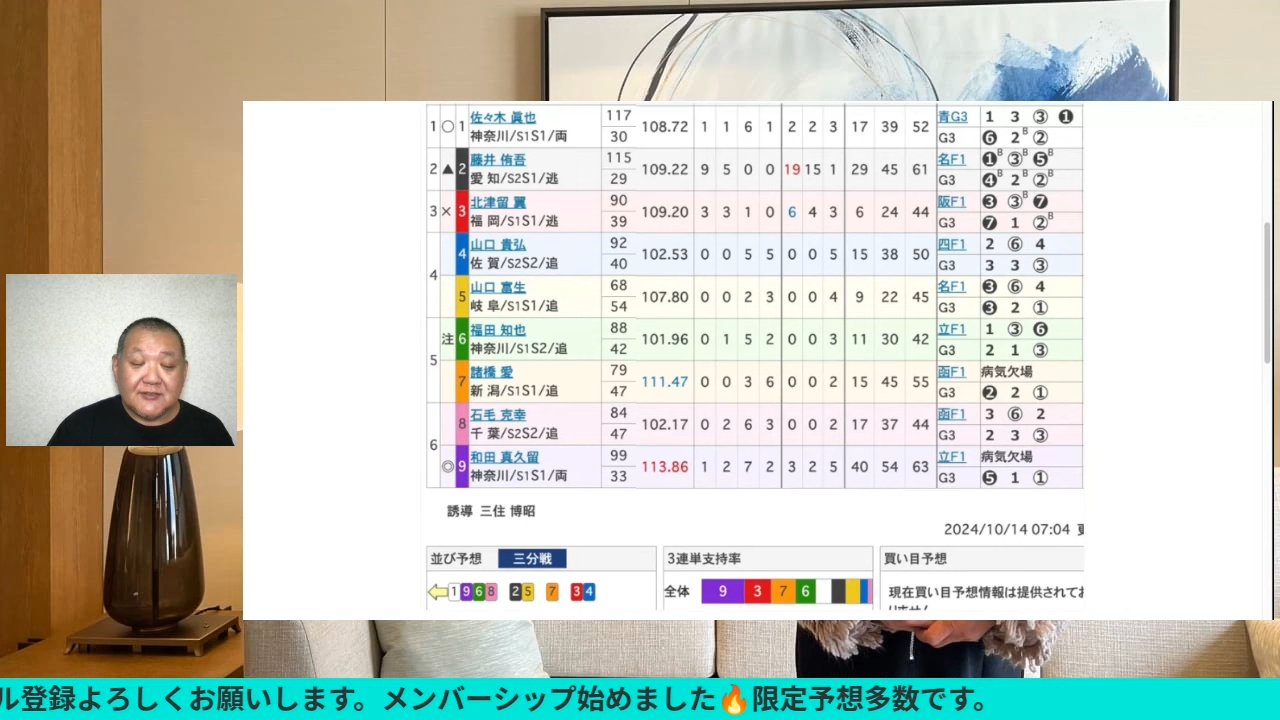 1 ○ 1 佐々木 眞也 117 108.72 1 1 6 1 2 2 3 17 39 52 青G3 1 3 ③ ❶
神奈川/S1S1/両 30 G3 ❻ 2B ②
2 ▲ 2 藤井 侑吾 115 109.22 9 5 0 0 19 15 1 29 45 61 名F1 ❶B ③B ❺B
愛 知/S2S1/逃 29 G3 ❹B 2B ②B
3 × 3 北津留 翼 90 109.20 3 3 1 0 6 4 3 6 24 44 阪F1 ❸ ③B ❼
福 岡/S1S1/逃 39 G3 ❼ 1 ②B
4 4 山口 貴弘 92 102.53 0 0 5 5 0 0 5 15 38 50 四F1 2 ⑥ 4
佐 賀/S2S2/追 40 G3 3 3 ③
5 山口 富生 68 107.80 0 0 2 3 0 0 4 9 22 45 名F1 ❸ ⑥ 4
岐 阜/S1S1/追 54 G3 ❸ 2 ①
5 注 6 福田 知也 88 101.96 0 1 5 2 0 0 3 11 30 42 立F1 1 ③ ❻
神奈川/S1S2/追 42 G3 2 1 ③
7 諸橋 愛 79 111.47 0 0 3 6 0 0 2 15 45 55 函F1 病気欠場
新 潟/S1S1/追 47 G3 ❷ 2 ①
6 8 石毛 克幸 84 102.17 0 2 6 3 0 0 2 17 37 44 函F1 3 ⑥ 2
千 葉/S2S2/追 47 G3 2 3 ③
◎ 9 和田 真久留 99 113.86 1 2 7 2 3 2 5 40 54 63 立F1 病気欠場
神奈川/S1S1/両 33 G3 ❺ 1 ①
誘導 三住 博昭
2024/10/14 07:04
並び予想 三分戦
1 9 6 8 2 5 7 3 4
3連単支持率
全体 9 3 7 6
買い目予想
現在買い目予想情報は提供されてお
りません
ル登録よろしくお願いします。メンバーシップ始めました🔥限定予想多数です。